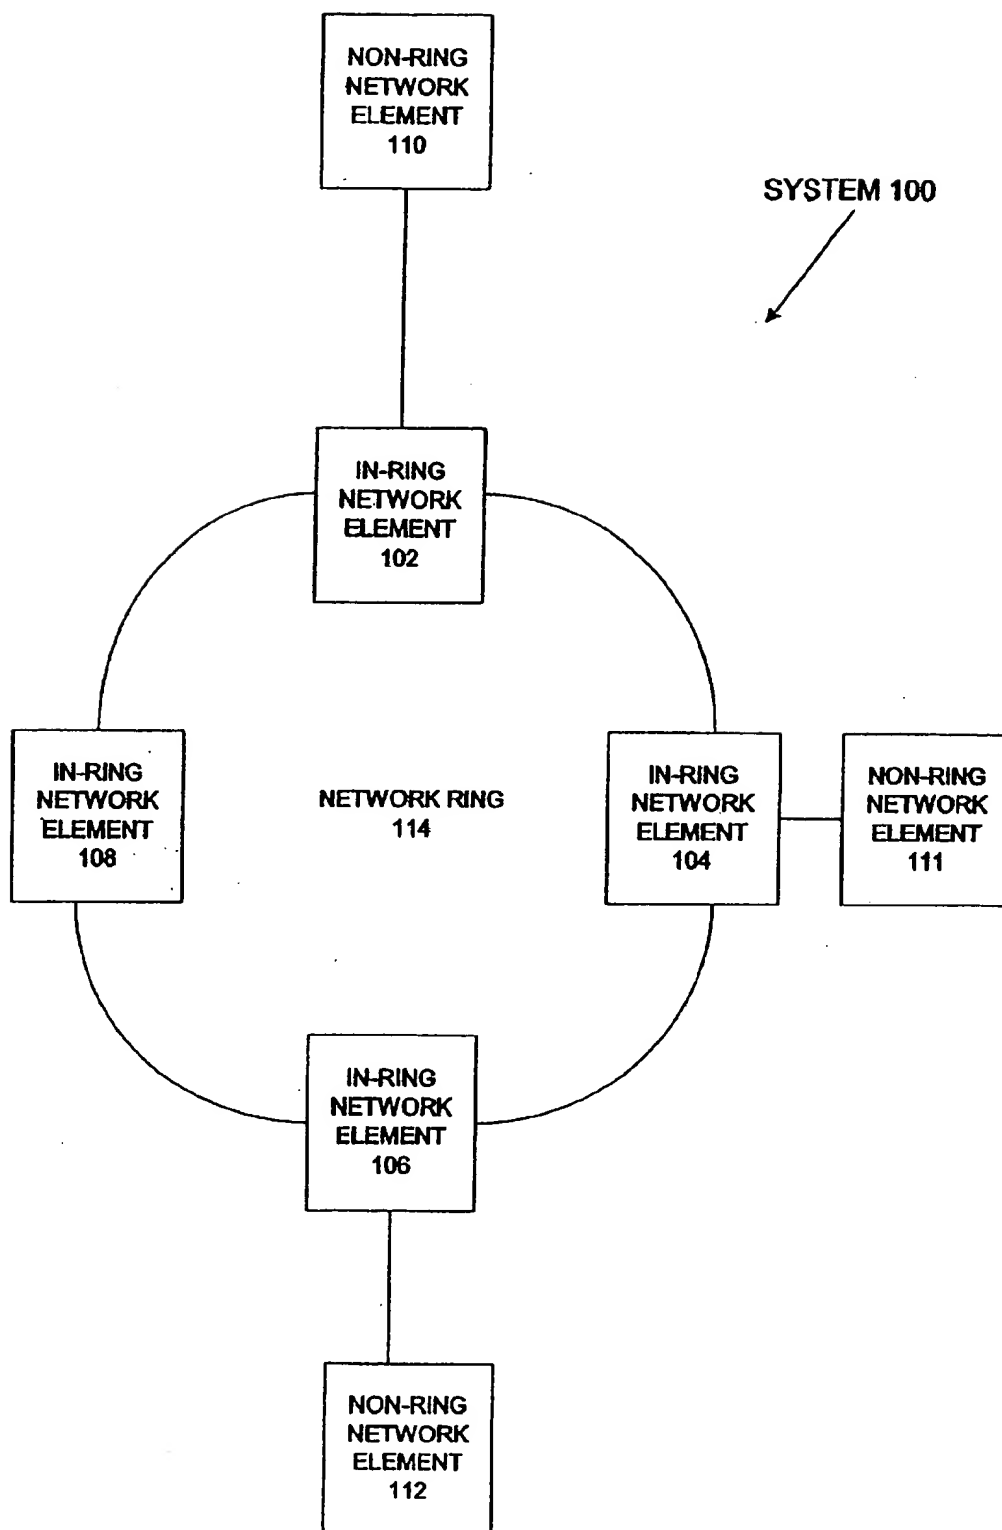 NON-RING
NETWORK
ELEMENT
110
SYSTEM 100
IN-RING
NETWORK
ELEMENT
102
IN-RING
NETWORK
ELEMENT
108
NETWORK RING
114
IN-RING
NETWORK
ELEMENT
104
NON-RING
NETWORK
ELEMENT
111
IN-RING
NETWORK
ELEMENT
106
NON-RING
NETWORK
ELEMENT
112